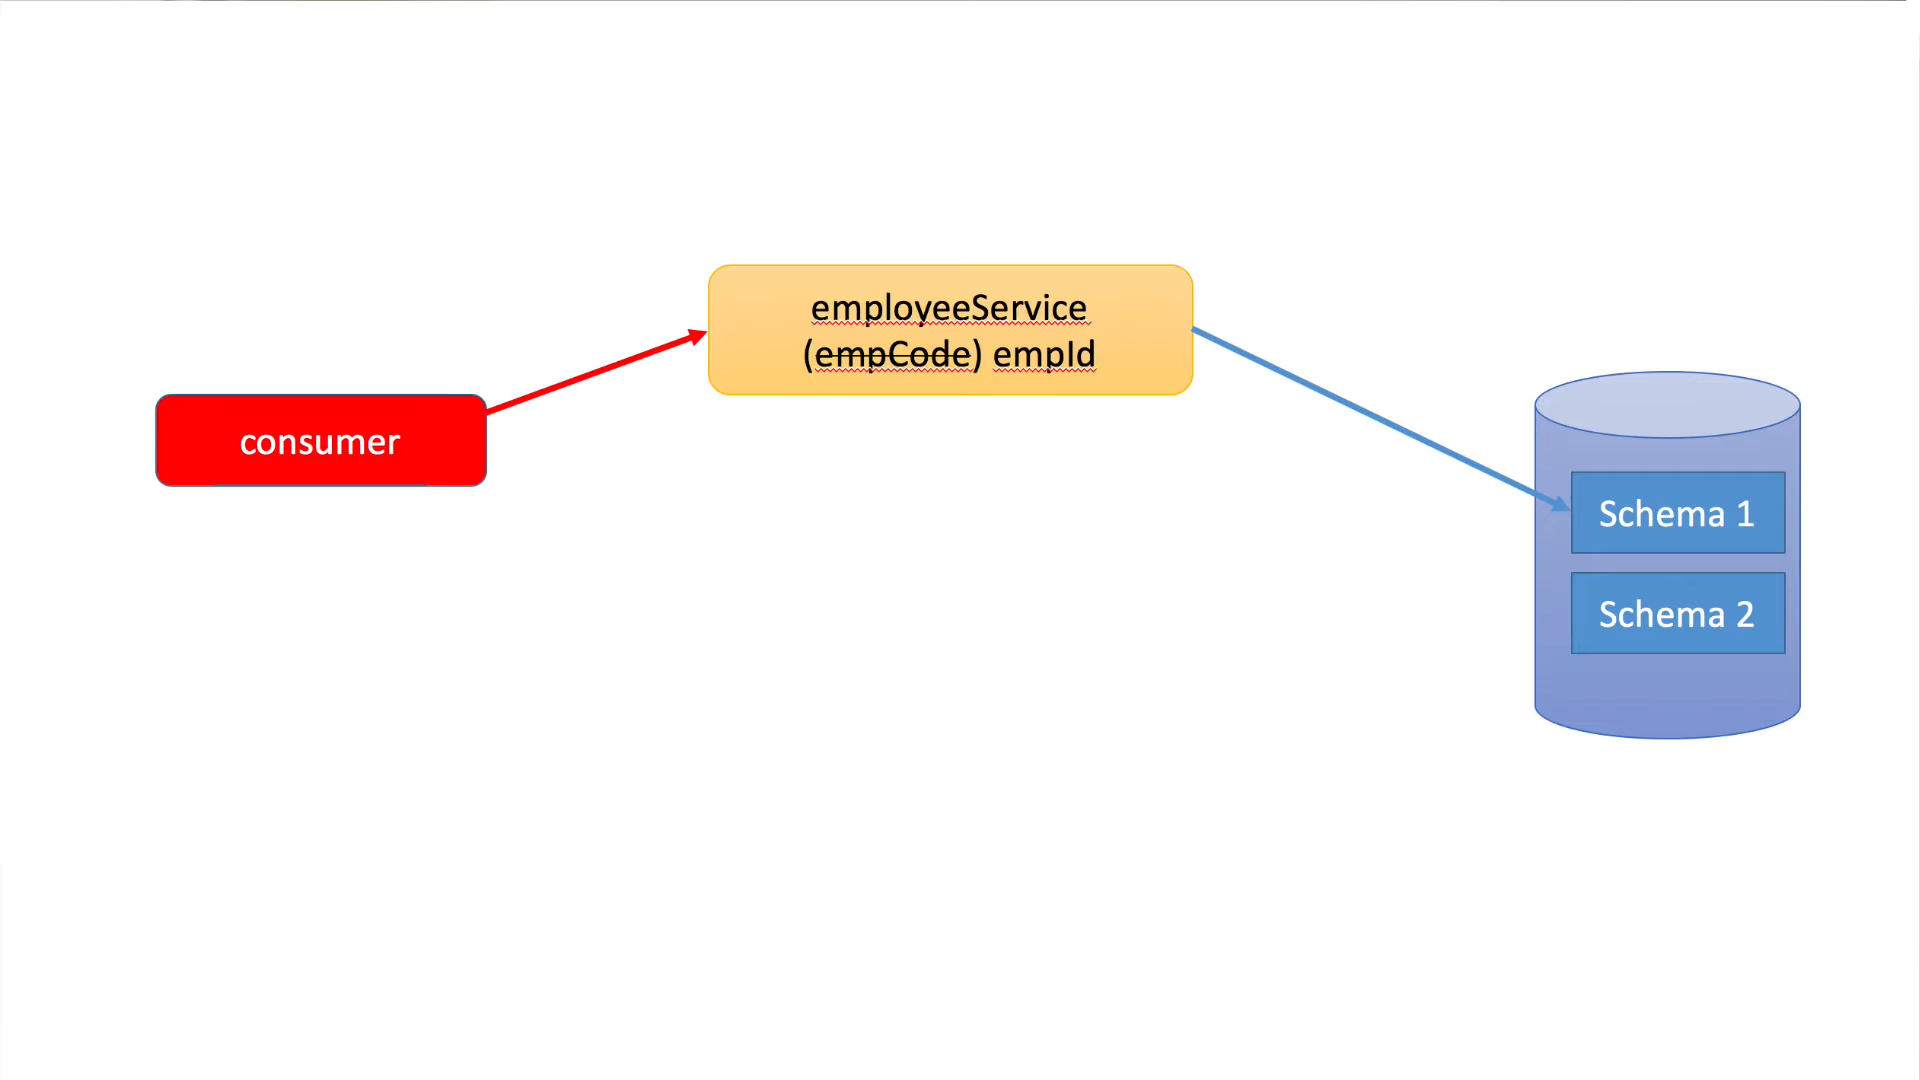 employeeService
(empCode) empId
consumer
Schema 1
Schema 2